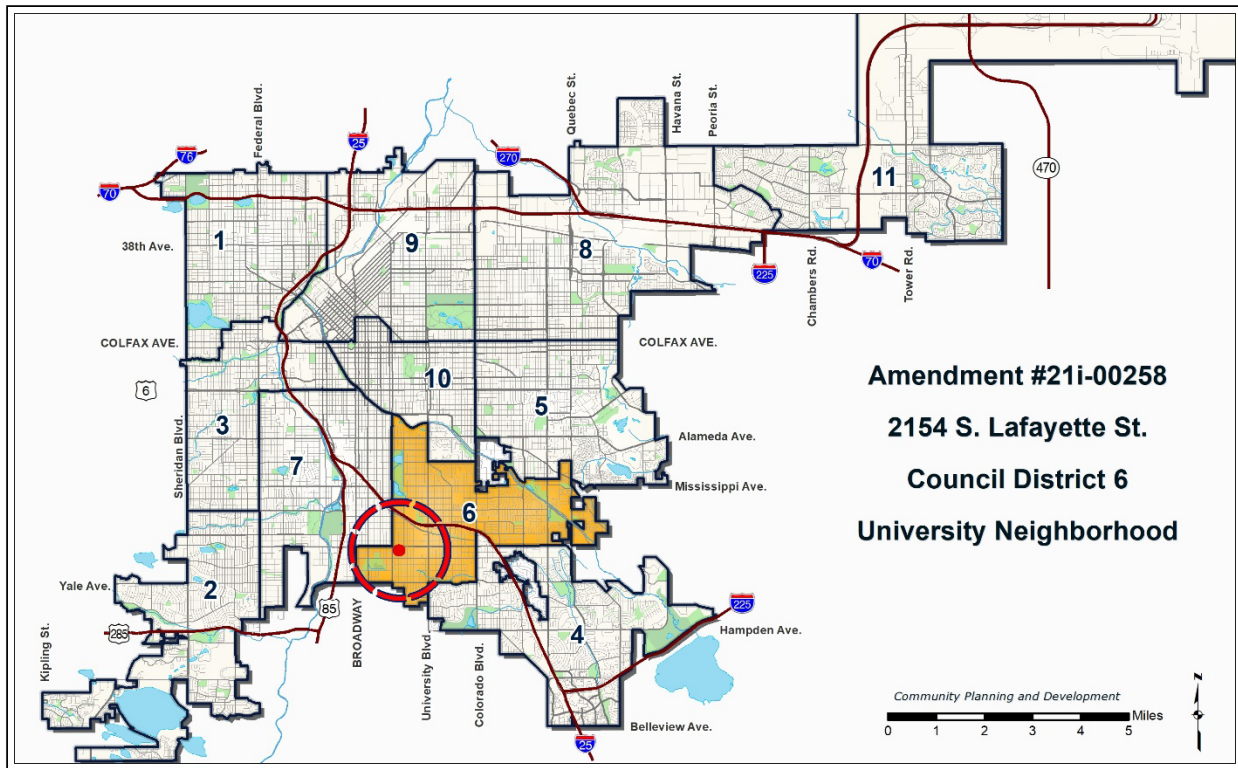 Federal Blvd.
Quebec St.
Havana St.
Peoria St.
76
25
270
70
470
11
38th Ave.
1
9
8
225
70
Chambers Rd.
Tower Rd.
COLFAX AVE.
COLFAX AVE.
6
10
5
3
Sheridan Blvd.
Alameda Ave.
7
Mississippi Ave.
6
Amendment #21i-00258
2154 S. Lafayette St.
Council District 6
University Neighborhood
Yale Ave.
2
85
285
BROADWAY
University Blvd.
Colorado Blvd.
4
225
Hampden Ave.
Kipling St.
Belleview Ave.
25
Community Planning and Development
Miles
0 1 2 3 4 5
N